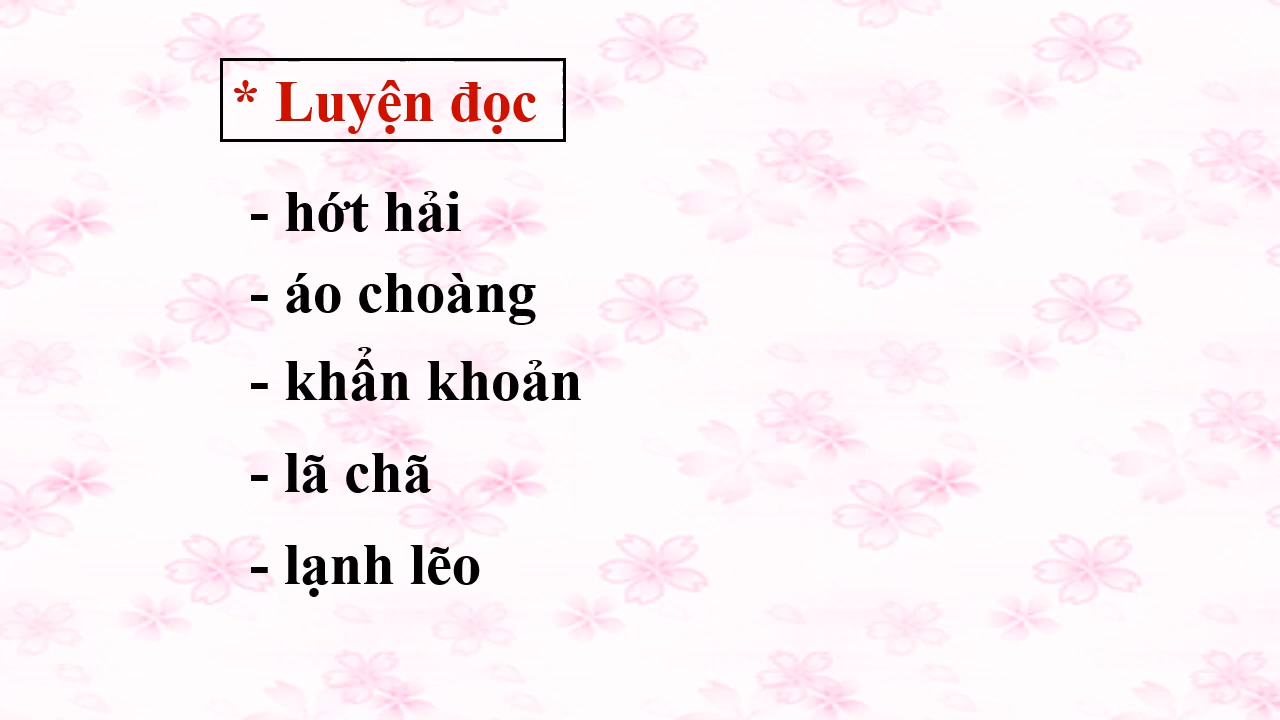 * Luyện đọc
- hớt hải
- áo choàng
- khẩn khoản
- lã chã
- lạnh lẽo